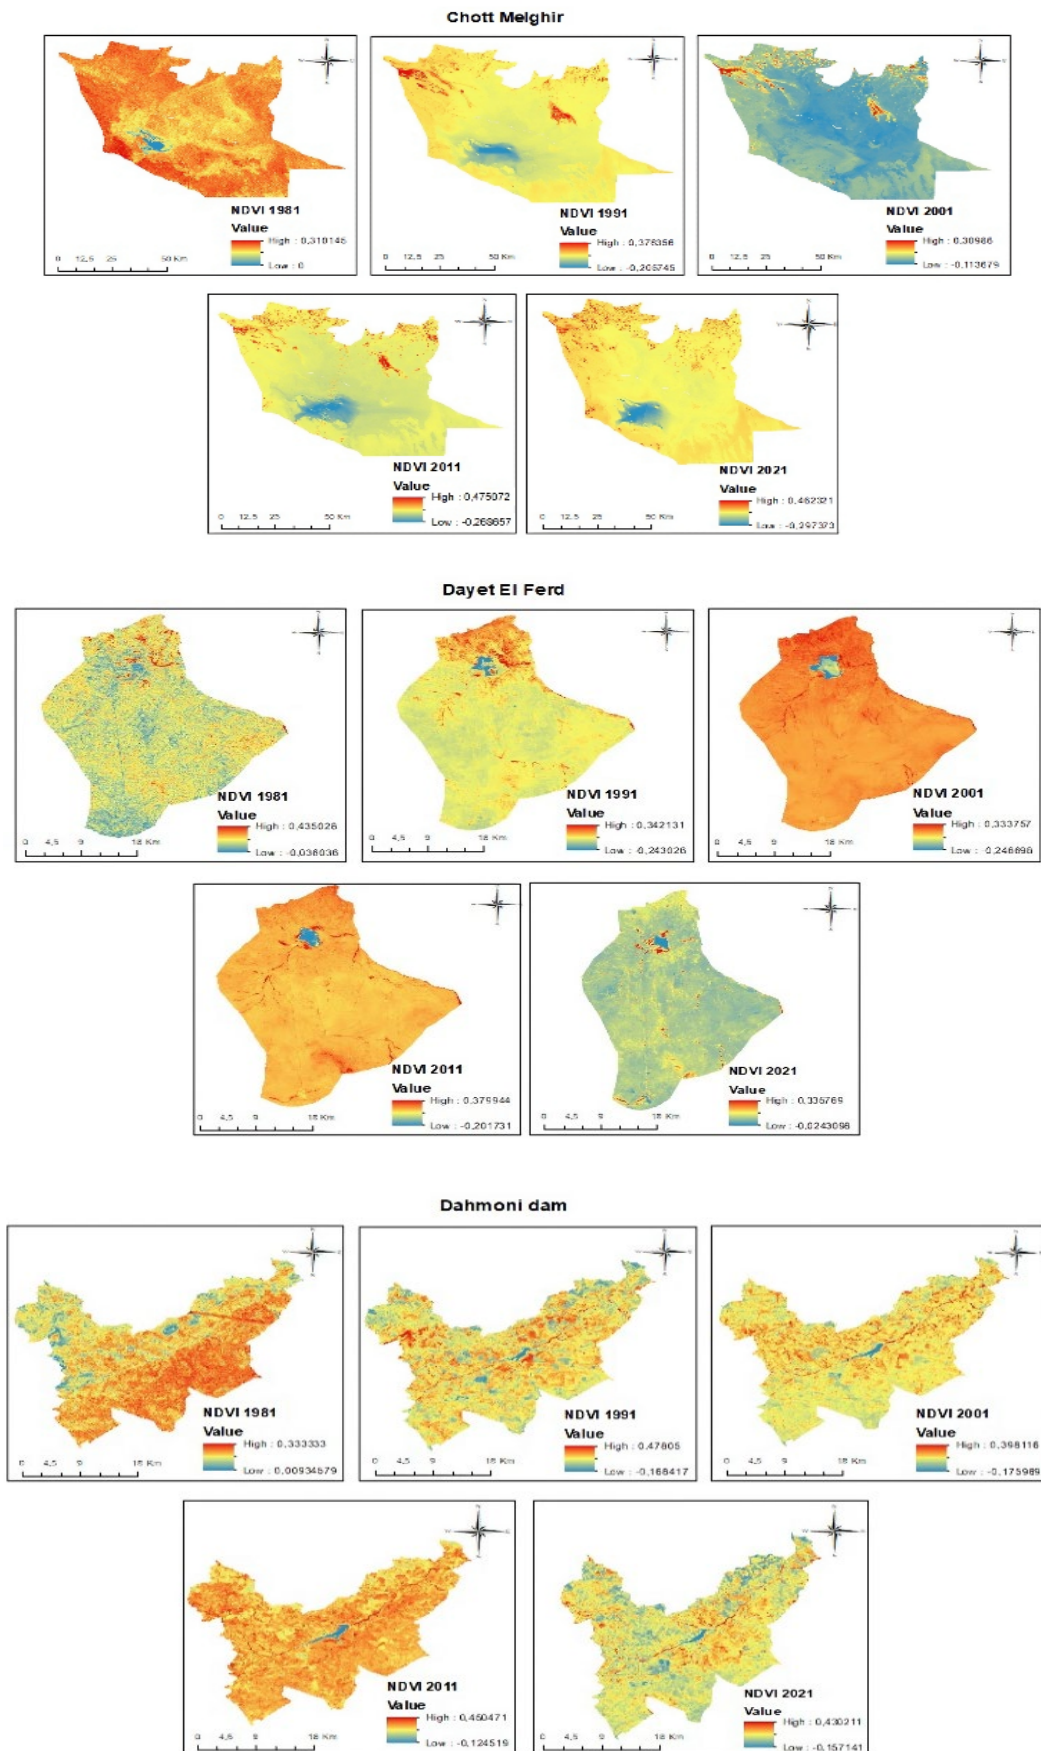 Chott Melghir
NDVI 1981
Value
High : 0,310145
Low : 0
0 12,5 25 50 Km
NDVI 1991
Value
High : 0,376356
Low : -0,205745
0 12,5 25 50 Km
NDVI 2001
Value
High : 0,30986
Low : -0,113679
0 12,5 25 50 Km
NDVI 2011
Value
High : 0,475072
Low : -0,268657
0 12,5 25 50 Km
NDVI 2021
Value
High : 0,462321
Low : -0,297373
0 12,5 25 50 Km
Dayet El Ferd
NDVI 1981
Value
High : 0,435028
Low : -0,036036
0 4,5 9 18 Km
NDVI 1991
Value
High : 0,342131
Low : -0,243026
0 4,5 9 18 Km
NDVI 2001
Value
High : 0,333757
Low : -0,246696
0 4,5 9 18 Km
NDVI 2011
Value
High : 0,379944
Low : -0,201731
0 4,5 9 18 Km
NDVI 2021
Value
High : 0,335769
Low : -0,0243098
0 4,5 9 18 Km
Dahmoni dam
NDVI 1981
Value
High : 0,333333
Low : 0,00934579
0 4,5 9 18 Km
NDVI 1991
Value
High : 0,47805
Low : -0,168417
0 4,5 9 18 Km
NDVI 2001
Value
High : 0,398116
Low : -0,175989
0 4,5 9 18 Km
NDVI 2011
Value
High : 0,450471
Low : -0,124519
0 4,5 9 18 Km
NDVI 2021
Value
High : 0,430211
Low : -0,157141
0 4,5 9 18 Km